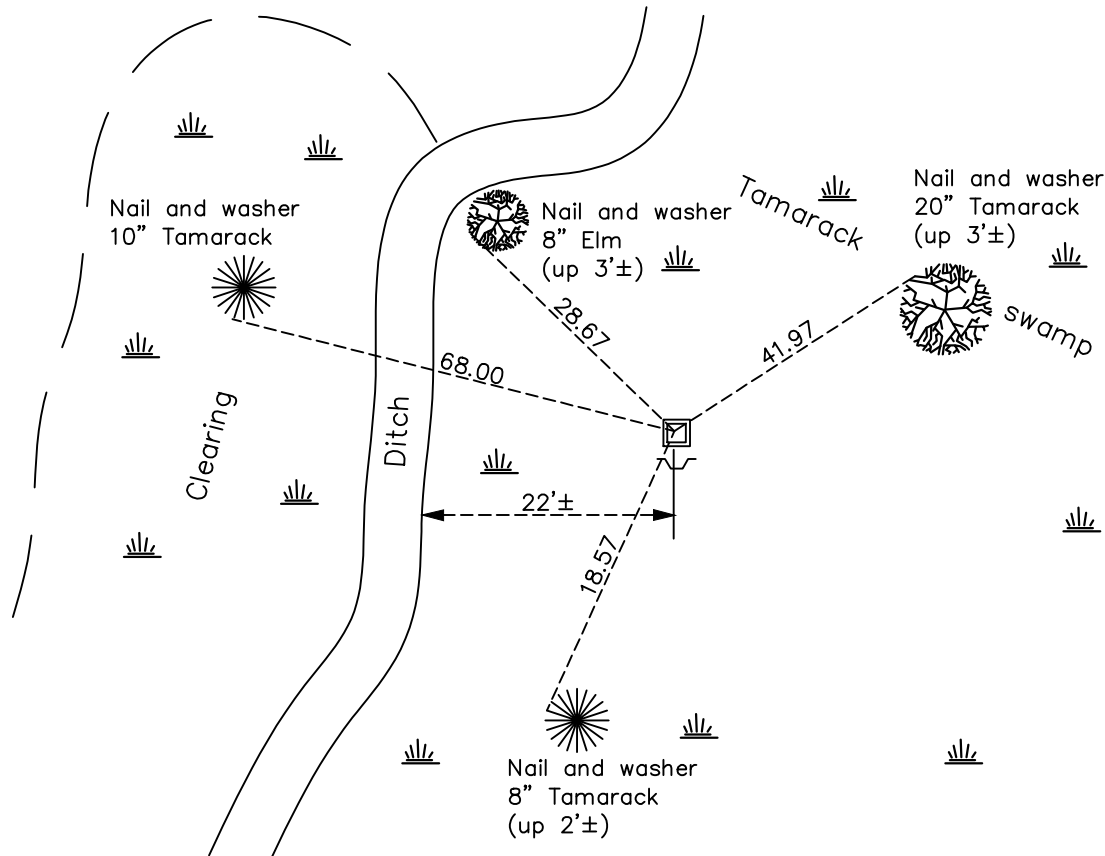 Nail and washer
10” Tamarack
Nail and washer
8” Elm
(up 3’±)
Tamarack
Nail and washer
20” Tamarack
(up 3’±)
swamp
28.67
41.97
68.00
Clearing
Ditch
22’±
18.57
Nail and washer
8” Tamarack
(up 2’±)